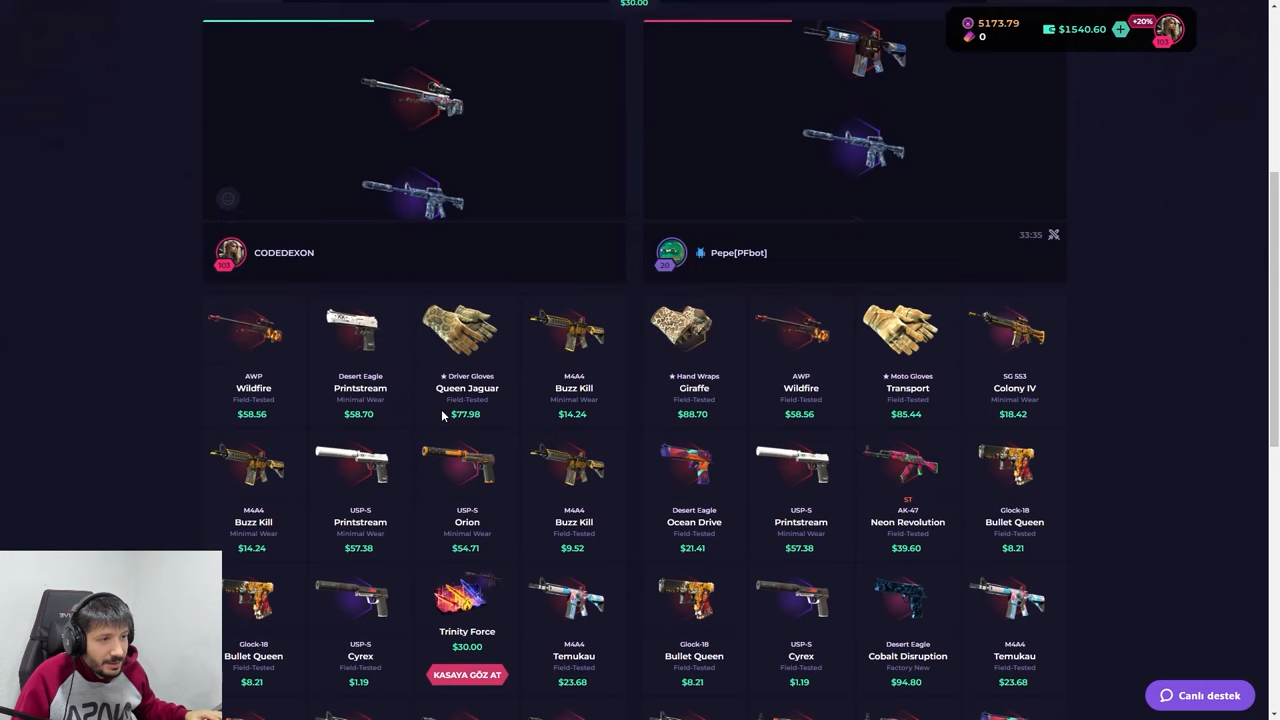 $30.00
5173.79
0
$1540.60
+20%
103
CODEDEXON
103
33:35
Pepe[PFbot]
20
AWP
Wildfire
Field-Tested
$58.56
Desert Eagle
Printstream
Minimal Wear
$58.70
★ Driver Gloves
Queen Jaguar
Field-Tested
$77.98
M4A4
Buzz Kill
Minimal Wear
$14.24
★ Hand Wraps
Giraffe
Field-Tested
$88.70
AWP
Wildfire
Field-Tested
$58.56
★ Moto Gloves
Transport
Field-Tested
$85.44
SG 553
Colony IV
Minimal Wear
$18.42
M4A4
Buzz Kill
Minimal Wear
$14.24
USP-S
Printstream
Minimal Wear
$57.38
USP-S
Orion
Minimal Wear
$54.71
M4A4
Buzz Kill
Field-Tested
$9.52
Desert Eagle
Ocean Drive
Field-Tested
$21.41
USP-S
Printstream
Minimal Wear
$57.38
ST
AK-47
Neon Revolution
Field-Tested
$39.60
Glock-18
Bullet Queen
Field-Tested
$8.21
Glock-18
Bullet Queen
Field-Tested
$8.21
USP-S
Cyrex
Field-Tested
$1.19
Trinity Force
$30.00
KASAYA GÖZ AT
M4A4
Temukau
Field-Tested
$23.68
Glock-18
Bullet Queen
Field-Tested
$8.21
USP-S
Cyrex
Field-Tested
$1.19
Desert Eagle
Cobalt Disruption
Factory New
$94.80
M4A4
Temukau
Field-Tested
$23.68
Canlı destek